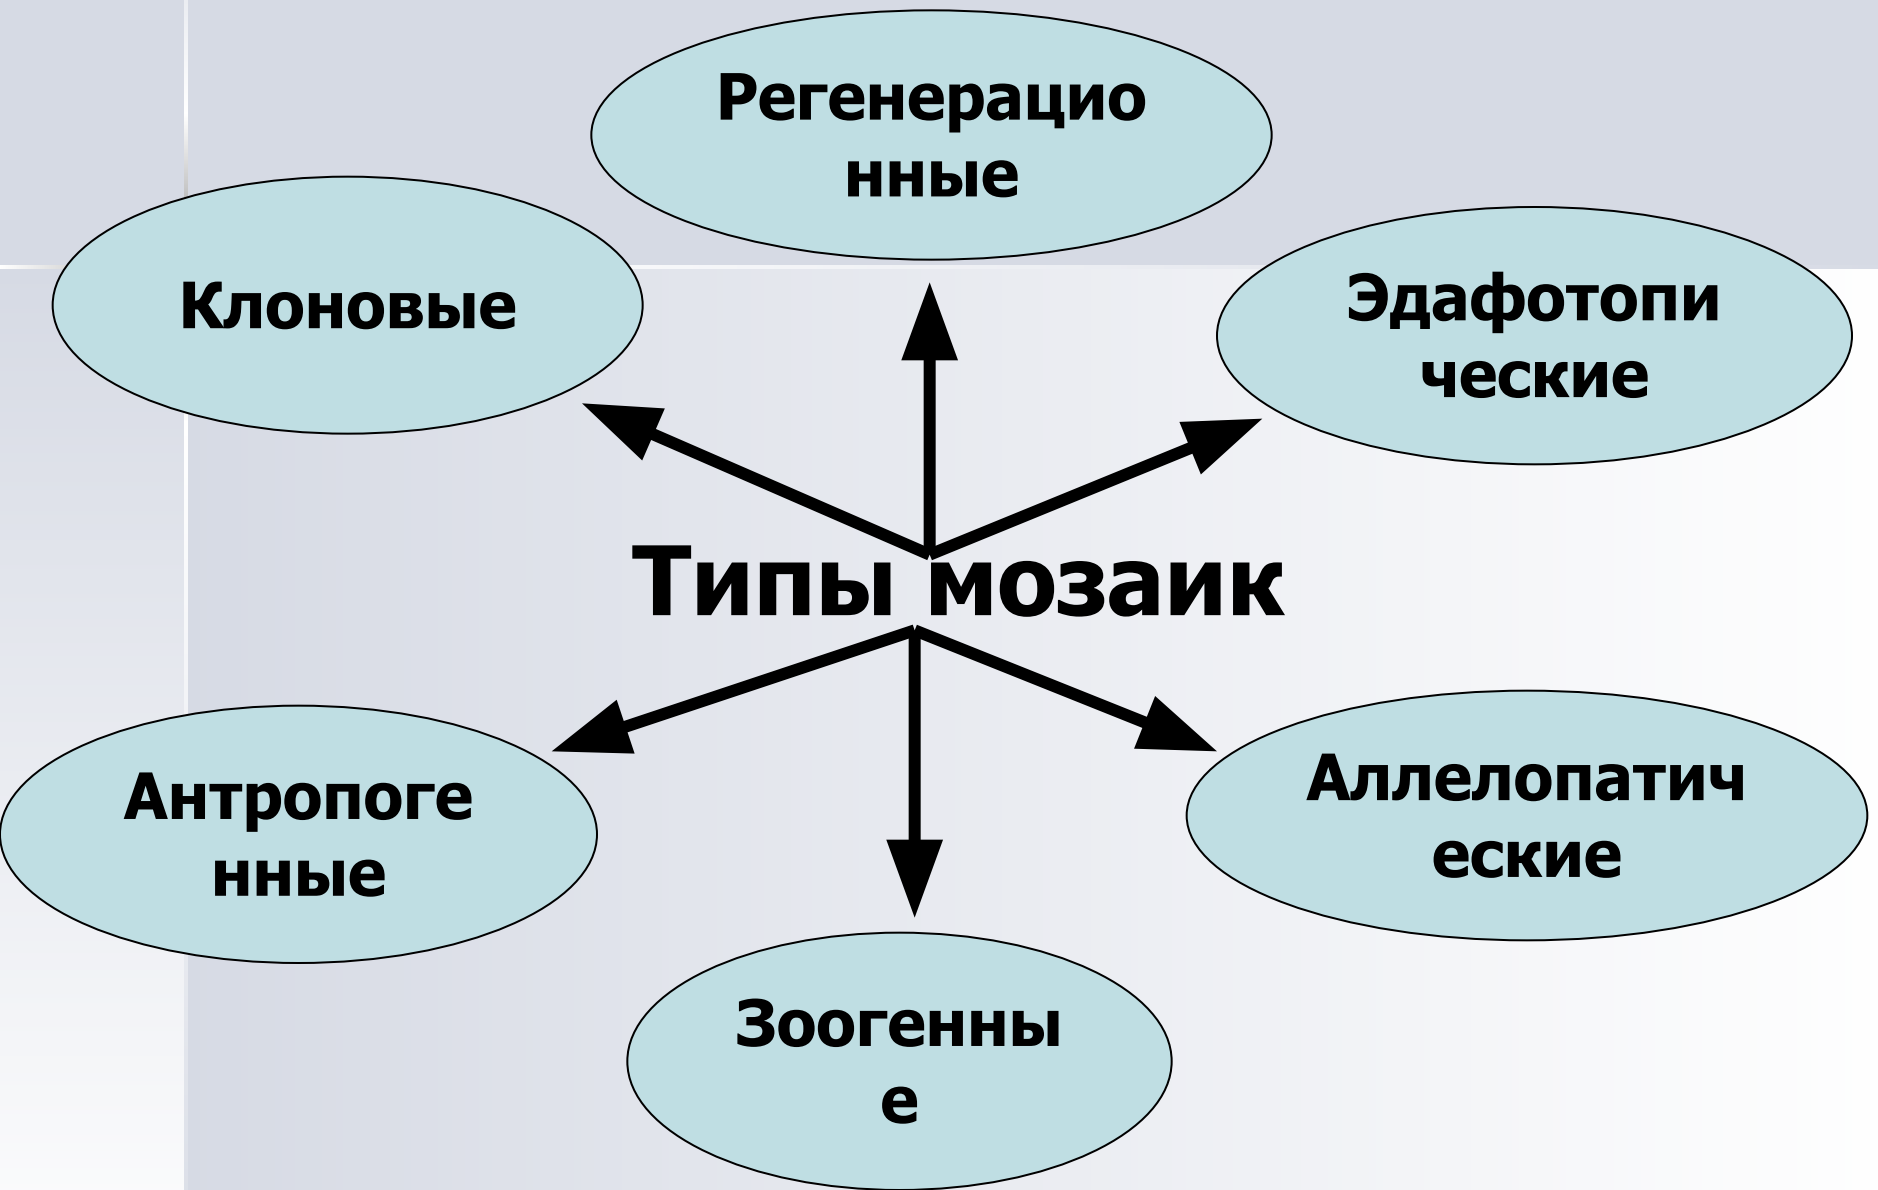 Регенерацио
нные
Клоновые
Эдафотопи
ческие
Типы мозаик
Антропоге
нные
Аллелопатич
еские
Зоогенны
е